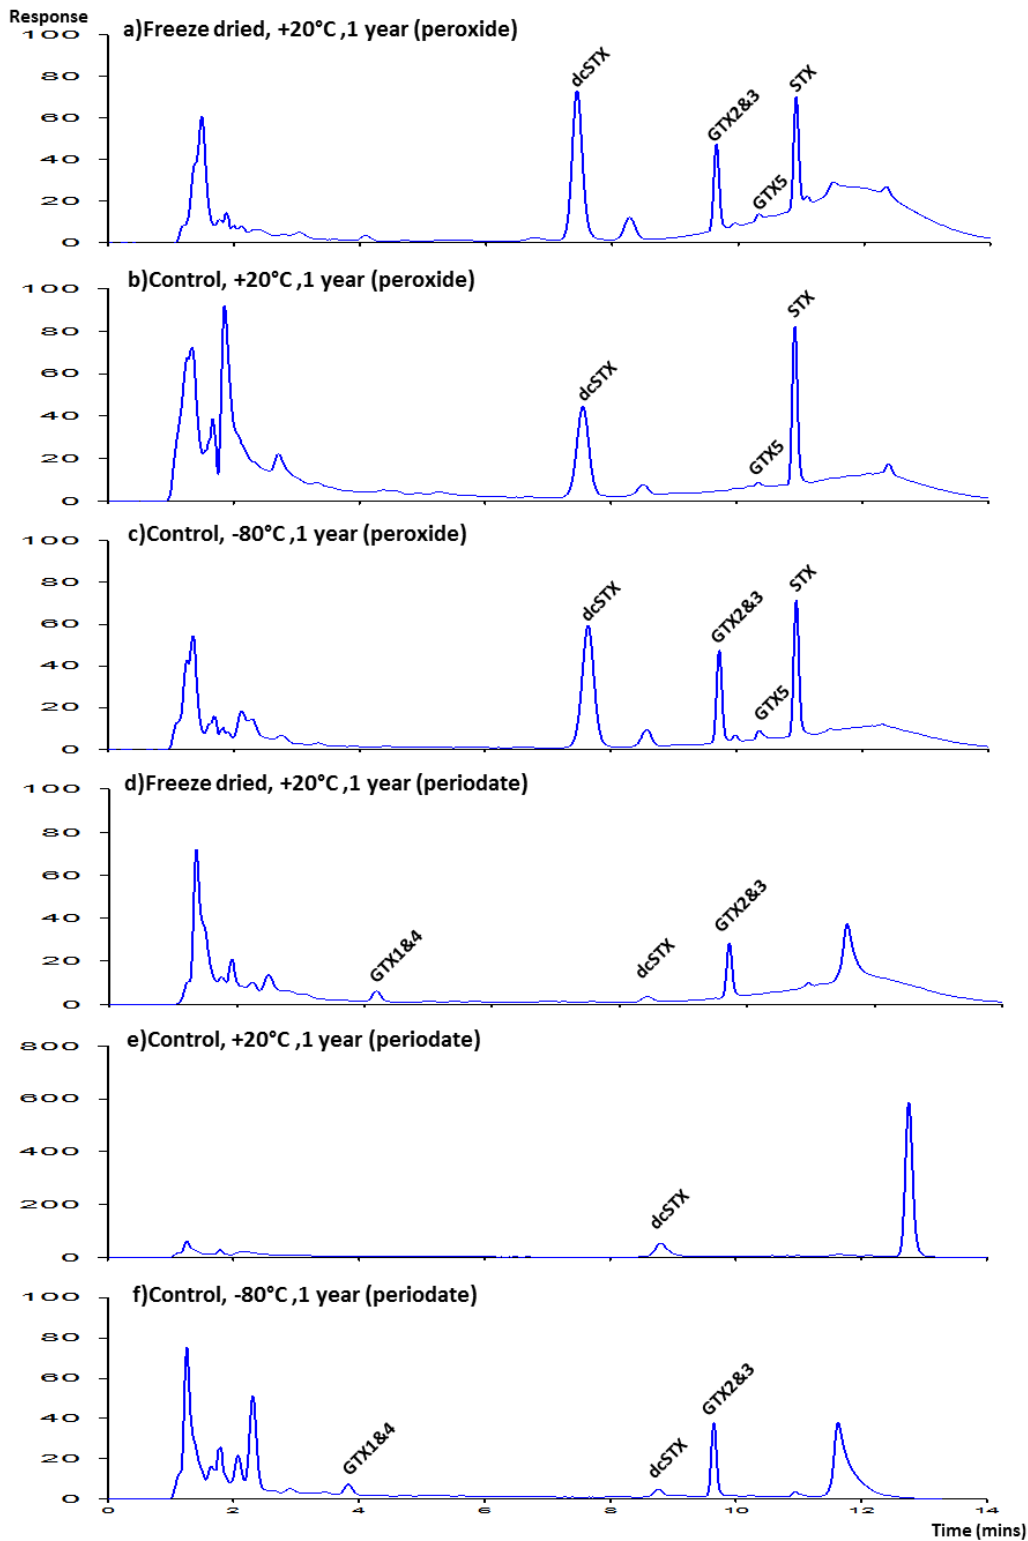 Response
a)Freeze dried, +20°C ,1 year (peroxide)
100
80
60
40
20
0
dcSTX
GTX2&3
GTX5
STX
b)Control, +20°C ,1 year (peroxide)
100
80
60
40
20
0
dcSTX
GTX5
STX
c)Control, -80°C ,1 year (peroxide)
100
80
60
40
20
0
dcSTX
GTX2&3
GTX5
STX
d)Freeze dried, +20°C ,1 year (periodate)
100
80
60
40
20
0
GTX1&4
dcSTX
GTX2&3
e)Control, +20°C ,1 year (periodate)
800
600
400
200
0
dcSTX
f)Control, -80°C ,1 year (periodate)
100
80
60
40
20
0
GTX1&4
dcSTX
GTX2&3
0 2 4 6 8 10 12 14
Time (mins)